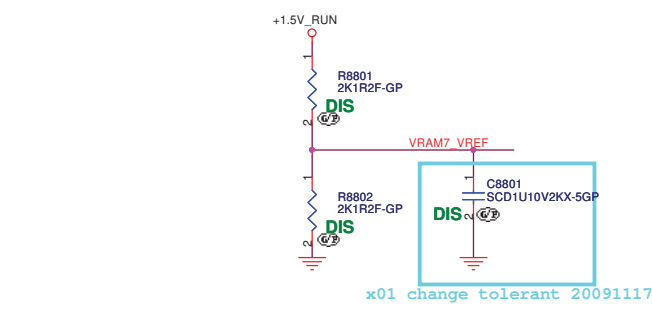 +1.5V_RUN
1
R8801
2K1R2F-GP
DIS
2
G/P
VRAM7_VREF
1
R8802
2K1R2F-GP
DIS
2
G/P
1
C8801
SCD1U10V2KX-5GP
DIS
2
G/P
x01 change tolerant 20091117